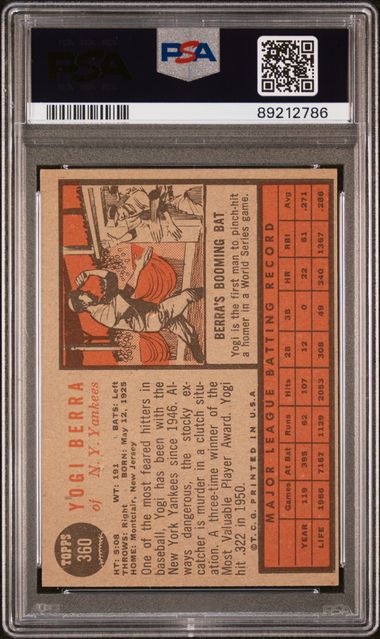 PSA
PSA
89212786
TOPPS
360
YOGI BERRA
of N.Y. Yankees
HT: 5:08 WT: 191 BATS: Left
THROWS: Right BORN: May 12, 1925
HOME: Montclair, New Jersey
One of the most feared hitters in
baseball, Yogi has been with the
New York Yankees since 1946. Al-
ways dangerous, the stocky ex-
catcher is murder in a clutch situ-
ation. A three-time winner of the
Most Valuable Player Award, Yogi
hit .322 in 1950.
©T.C.G. PRINTED IN U.S.A.
BERRA'S BOOMING BAT
Yogi is the first man to pinch-hit
a homer in a World Series game.
MAJOR LEAGUE BATTING RECORD
Games At Bat Runs Hits 2B 3B HR RBI Avg
YEAR 119 395 62 107 12 0 22 61 .271
LIFE 1966 7167 1129 2053 308 49 340 1367 .286